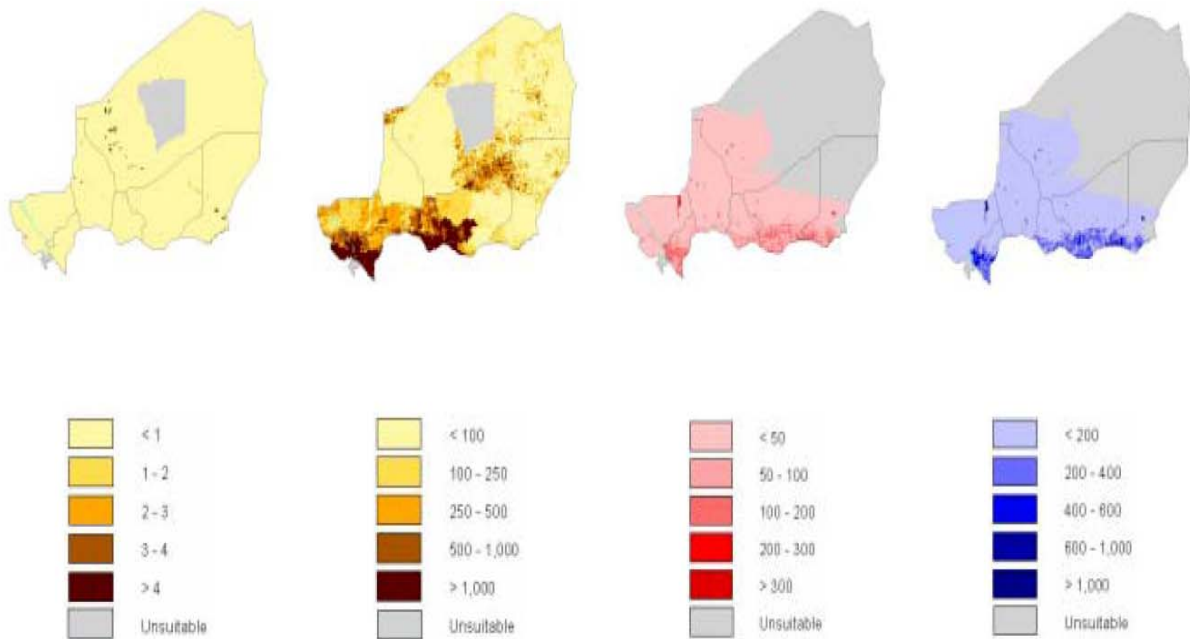 < 1
1 - 2
2 - 3
3 - 4
> 4
Unsuitable
< 100
100 - 250
250 - 500
500 - 1,000
> 1,000
Unsuitable
< 50
50 - 100
100 - 200
200 - 300
> 300
Unsuitable
< 200
200 - 400
400 - 600
600 - 1,000
> 1,000
Unsuitable